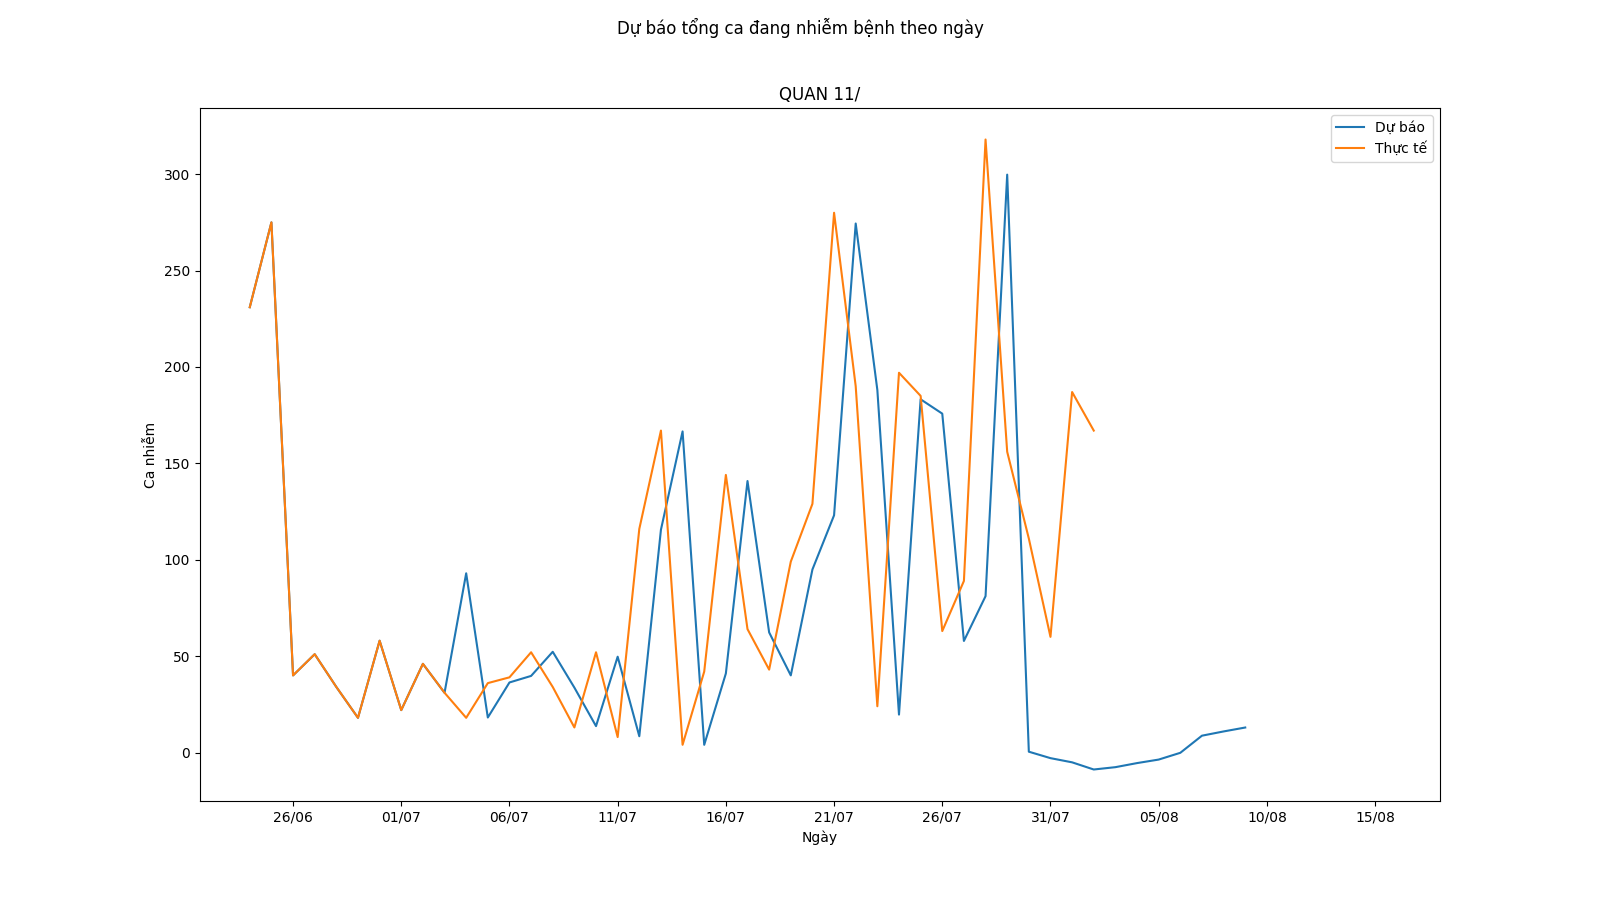 Dự báo tổng ca đang nhiễm bệnh theo ngày
QUAN 11/
Dự báo
Thực tế
300
250
200
150
100
50
0
Ca nhiễm
26/06 01/07 06/07 11/07 16/07 21/07 26/07 31/07 05/08 10/08 15/08
Ngày